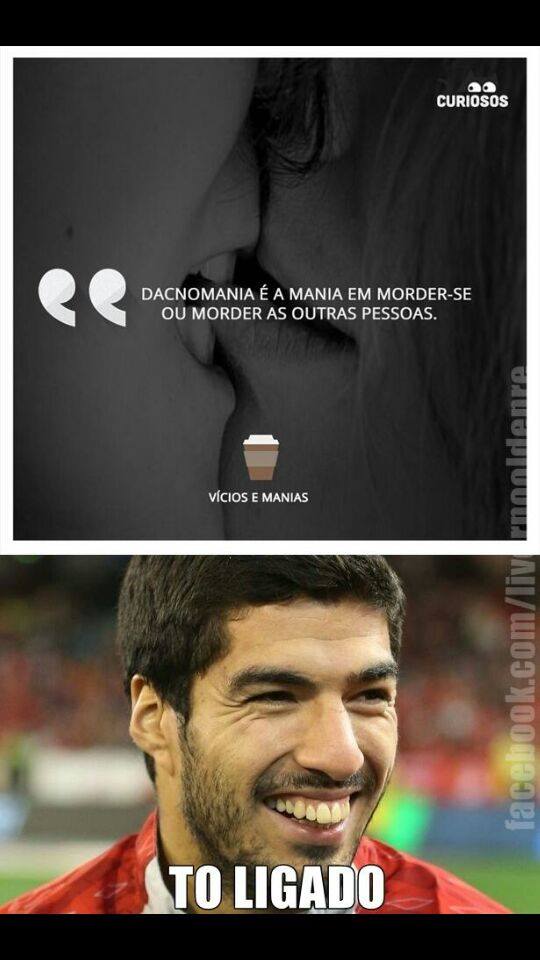 CURIOSOS
DACNOMANIA É A MANIA EM MORDER-SE
OU MORDER AS OUTRAS PESSOAS.
VÍCIOS E MANIAS
TO LIGADO